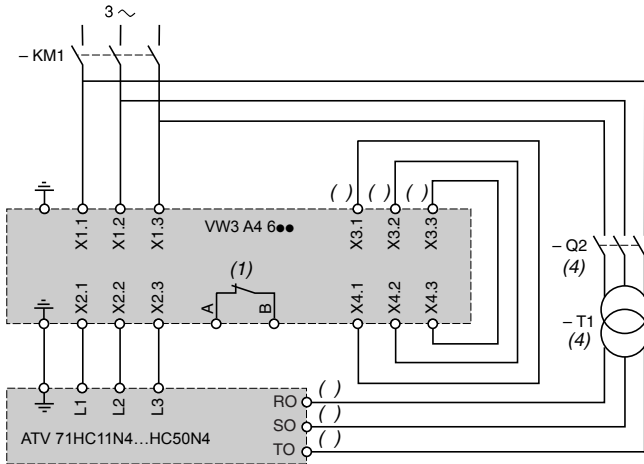 3 ~
– KM1
( ) ( ) ( )
X1.1 X1.2 X1.3 VW3 A4 6●● X3.1 X3.2 X3.3
– Q2
(4)
(1)
X2.1 X2.2 X2.3 A B X4.1 X4.2 X4.3
– T1
(4)
L1 L2 L3
RO ( )
SO ( )
TO ( )
ATV 71HC11N4...HC50N4